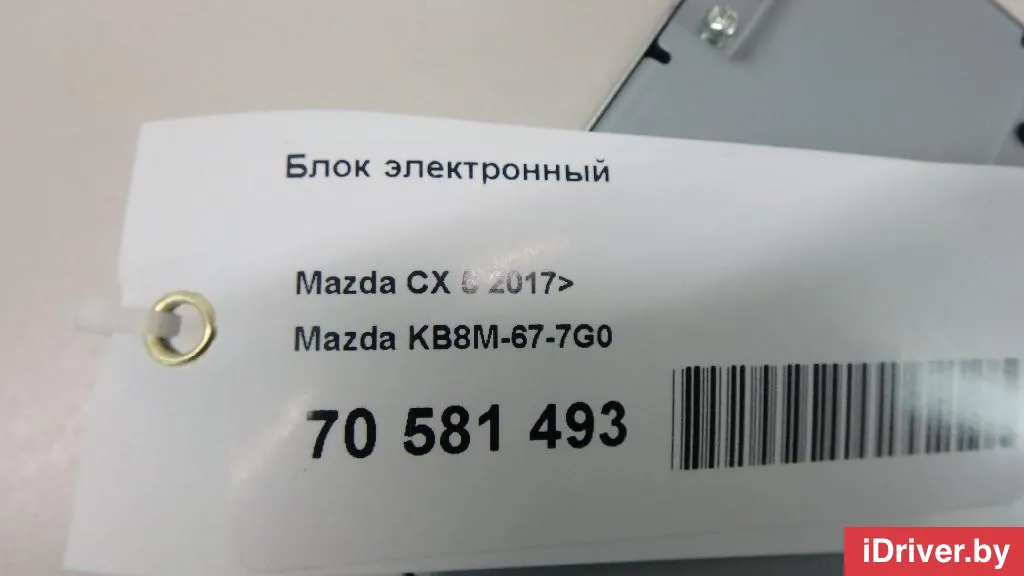 Блок электронный
Mazda CX 5 2017>
Mazda KB8M-67-7G0
70 581 493
iDriver.by